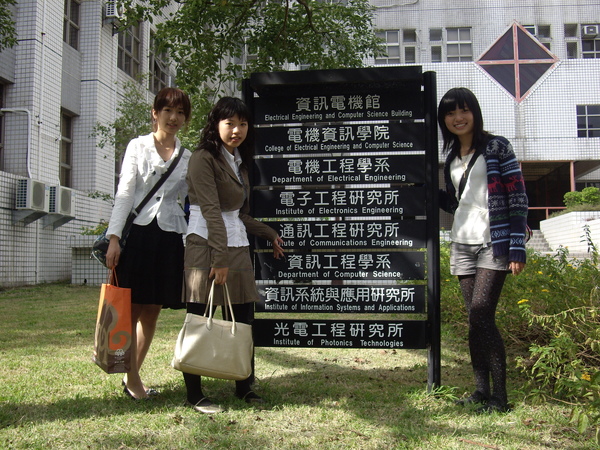 資訊電機館
Electrical Engineering and Computer Science Building
電機資訊學院
College of Electrical Engineering and Computer Science
電機工程學系
Department of Electrical Engineering
電子工程研究所
Institute of Electronics Engineering
通訊工程研究所
Institute of Communications Engineering
資訊工程學系
Department of Computer Science
資訊系統與應用研究所
Institute of Information Systems and Applications
光電工程研究所
Institute of Photonics Technologies